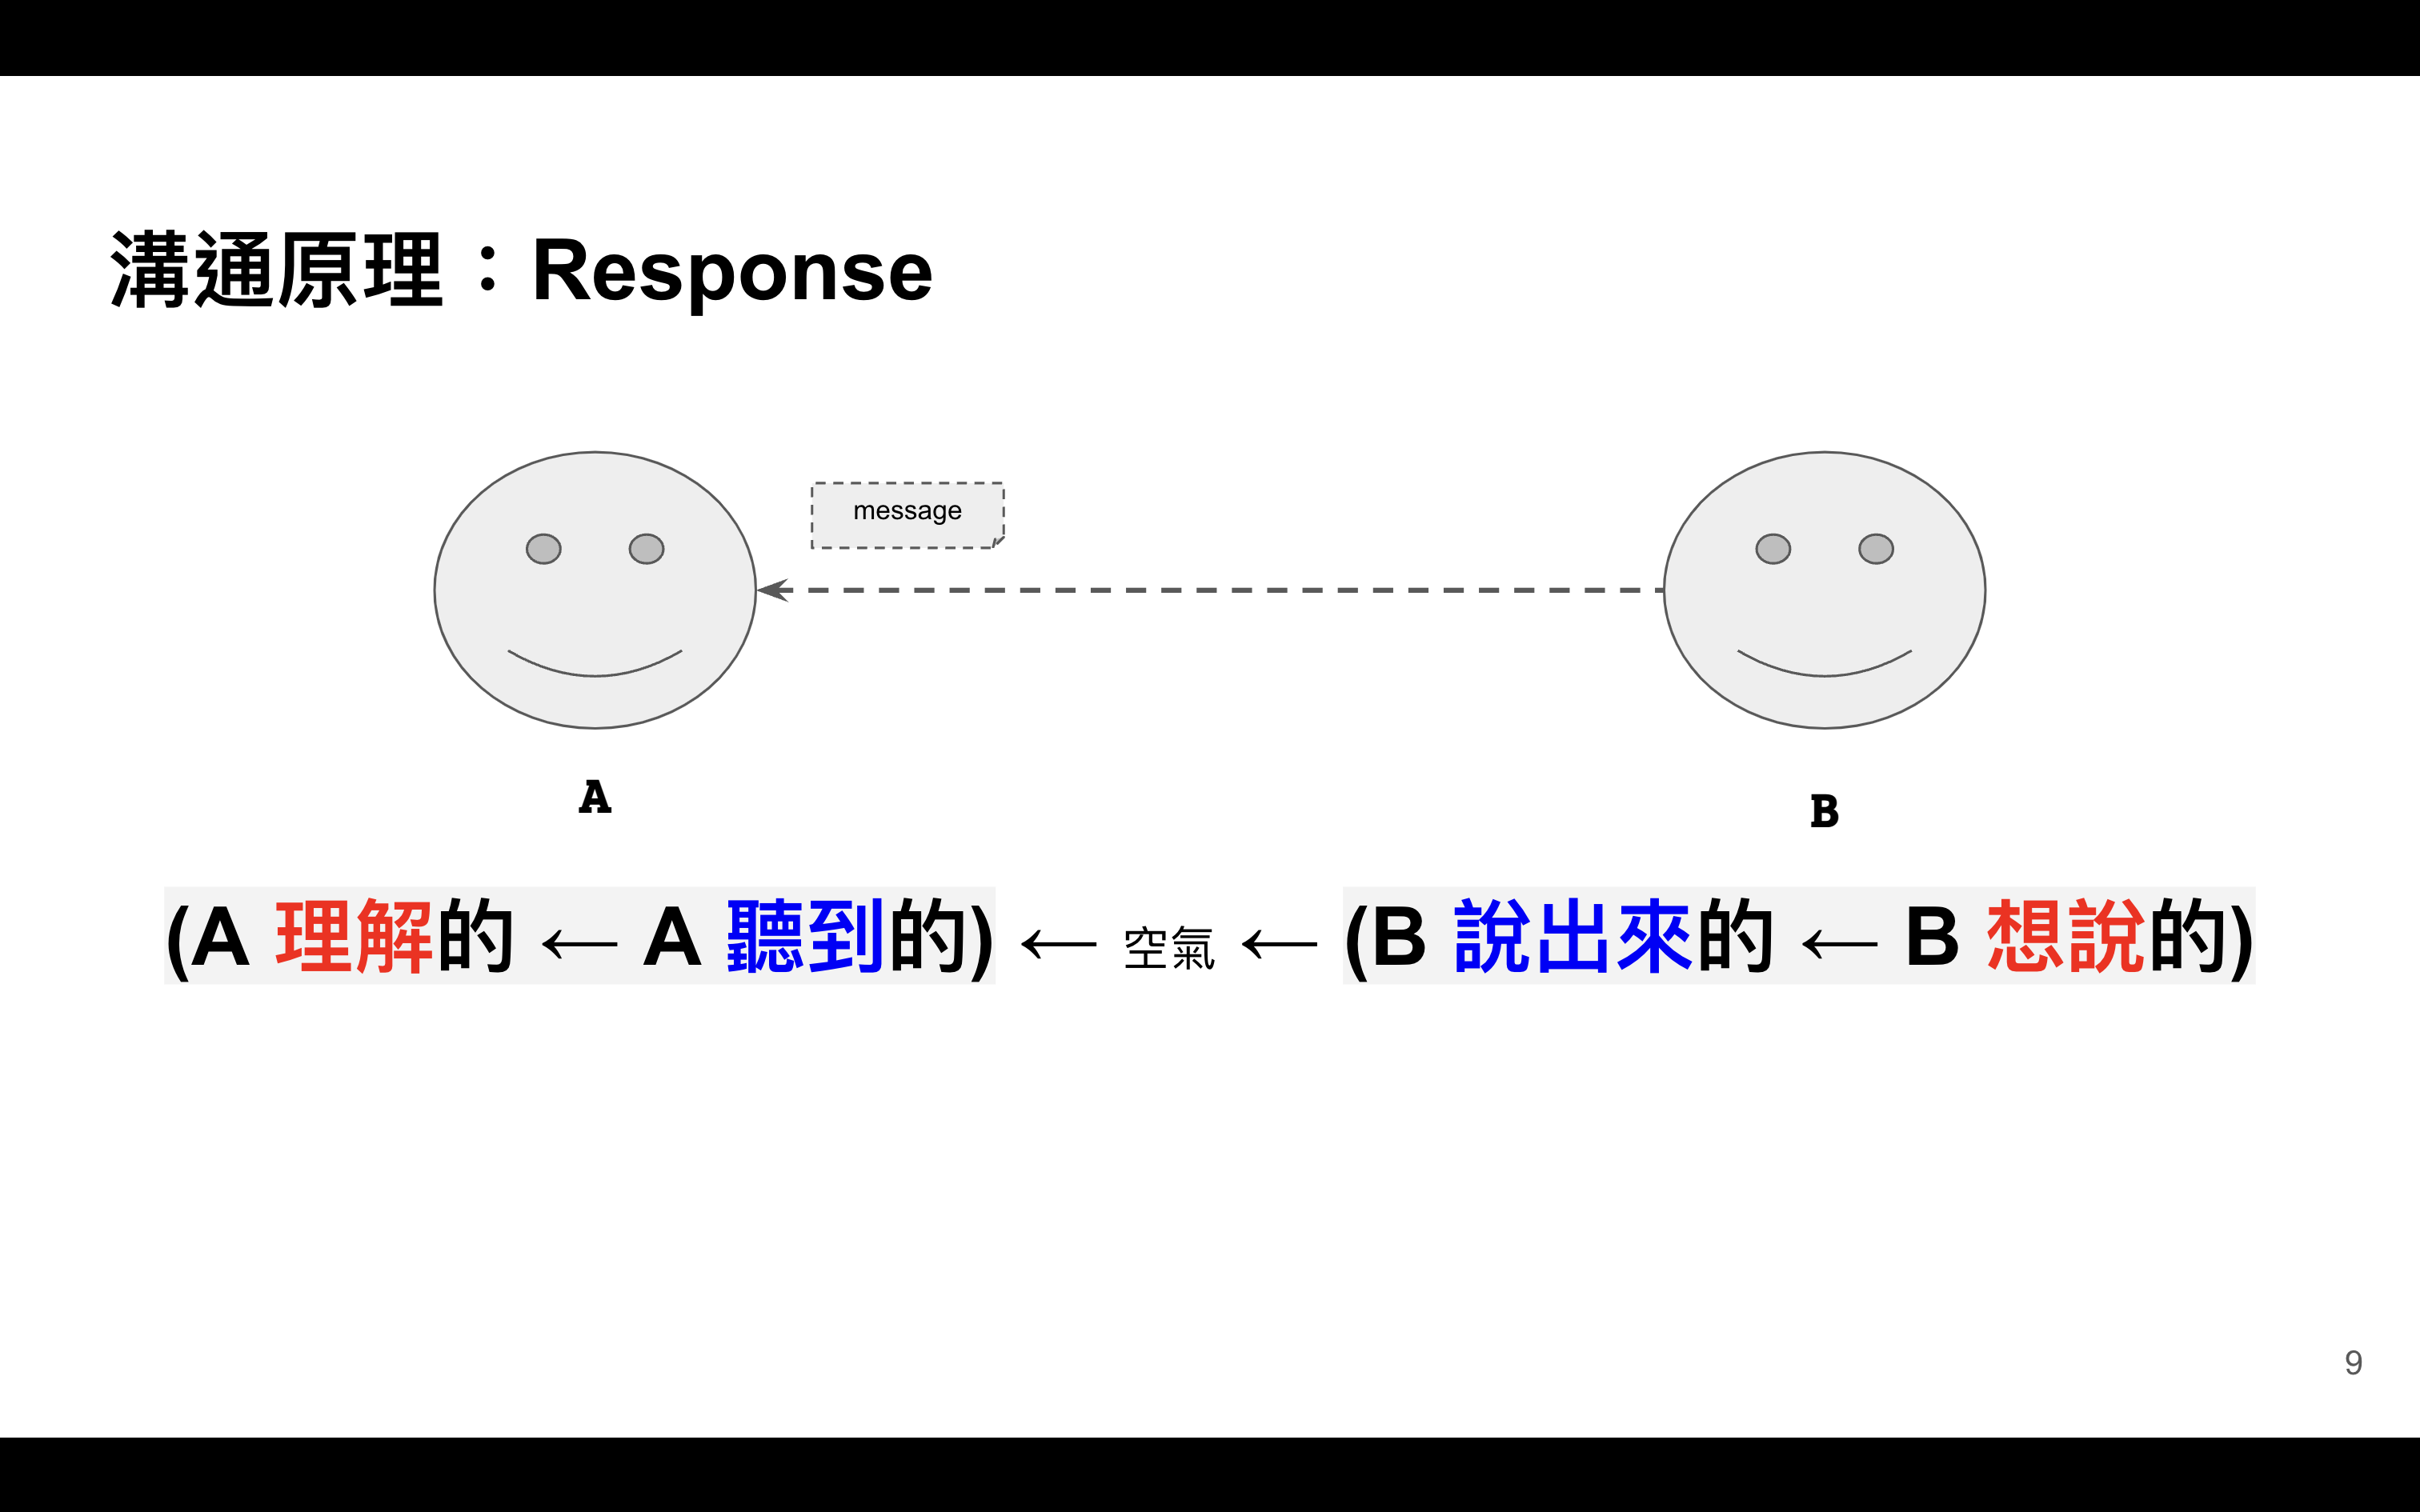 溝通原理：Response
message
A
B
(A 理解的 ← A 聽到的) ← 空氣 ← (B 說出來的 ← B 想說的)
9